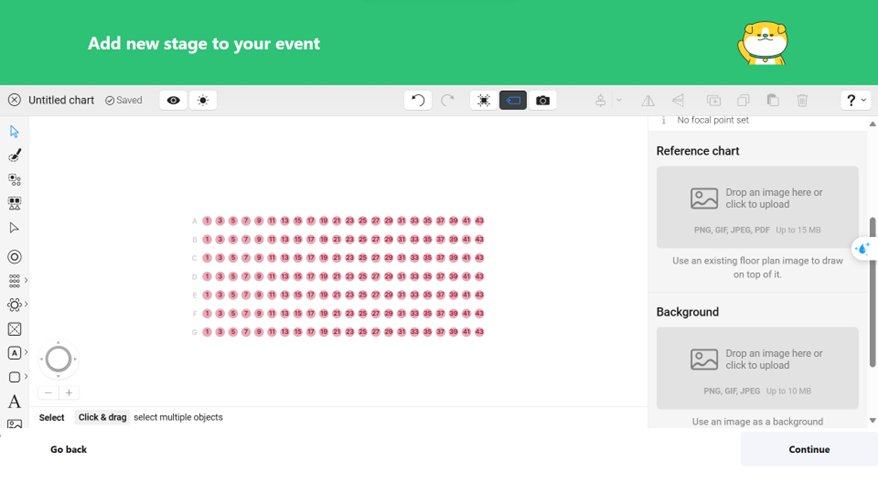 Add new stage to your event
Untitled chart
Saved
?
No focal point set
Reference chart
Drop an image here or
click to upload
PNG, GIF, JPEG, PDF Up to 15 MB
Use an existing floor plan image to draw
on top of it.
Background
Drop an image here or
click to upload
PNG, GIF, JPEG Up to 10 MB
Use an image as a background
A 1 3 5 7 9 11 13 15 17 19 21 23 25 27 29 31 33 35 37 39 41 43
B 1 3 5 7 9 11 13 15 17 19 21 23 25 27 29 31 33 35 37 39 41 43
C 1 3 5 7 9 11 13 15 17 19 21 23 25 27 29 31 33 35 37 39 41 43
D 1 3 5 7 9 11 13 15 17 19 21 23 25 27 29 31 33 35 37 39 41 43
E 1 3 5 7 9 11 13 15 17 19 21 23 25 27 29 31 33 35 37 39 41 43
F 1 3 5 7 9 11 13 15 17 19 21 23 25 27 29 31 33 35 37 39 41 43
G 1 3 5 7 9 11 13 15 17 19 21 23 25 27 29 31 33 35 37 39 41 43
A
A
Select Click & drag select multiple objects
Go back
Continue